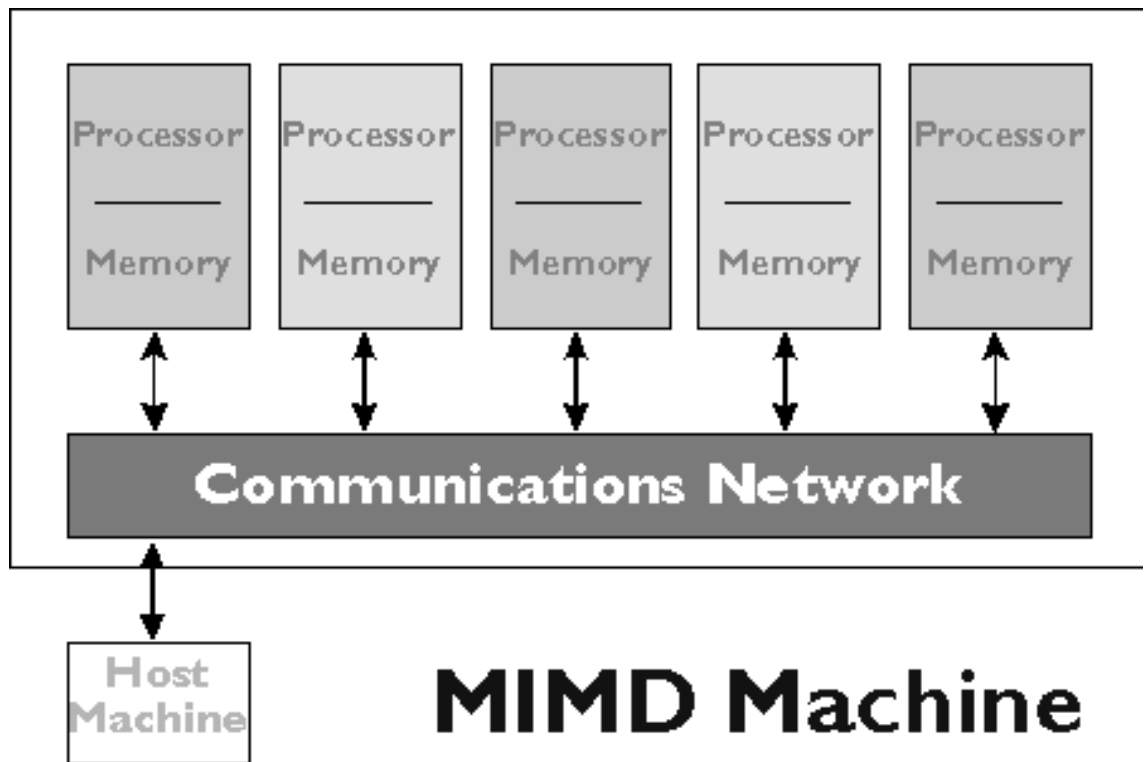 Processor Processor Processor Processor Processor
Memory Memory Memory Memory Memory
Communications Network
Host
Machine
MIMD Machine